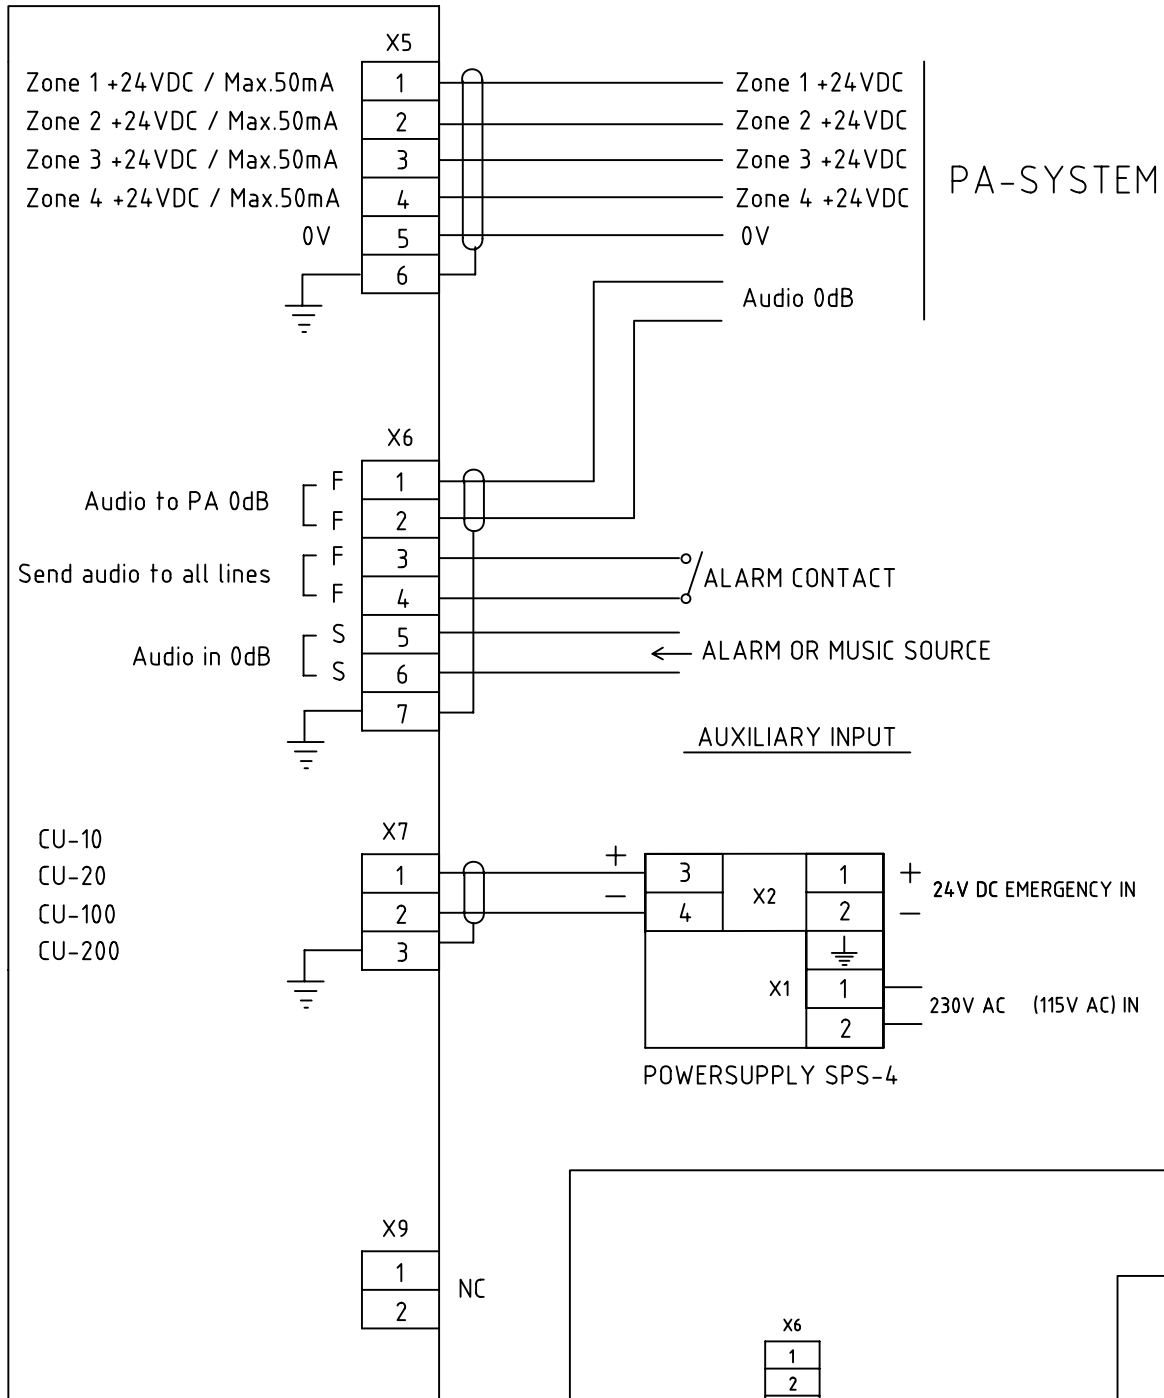 X5
Zone 1 +24VDC / Max.50mA 1 Zone 1 +24VDC
Zone 2 +24VDC / Max.50mA 2 Zone 2 +24VDC
Zone 3 +24VDC / Max.50mA 3 Zone 3 +24VDC
PA-SYSTEM
Zone 4 +24VDC / Max.50mA 4 Zone 4 +24VDC
0V 5 0V
6
Audio 0dB
X6
F 1
Audio to PA 0dB
F 2
F 3
Send audio to all lines
ALARM CONTACT
F 4
S 5
Audio in 0dB
ALARM OR MUSIC SOURCE
S 6
7
AUXILIARY INPUT
CU-10
X7
CU-20 1 + 3 X2 1 +
24V DC EMERGENCY IN
CU-100 2 − 4 2 −
CU-200 3
X1 1
230V AC (115V AC) IN
2
POWERSUPPLY SPS-4
X9
1
NC
2
X6
1
2